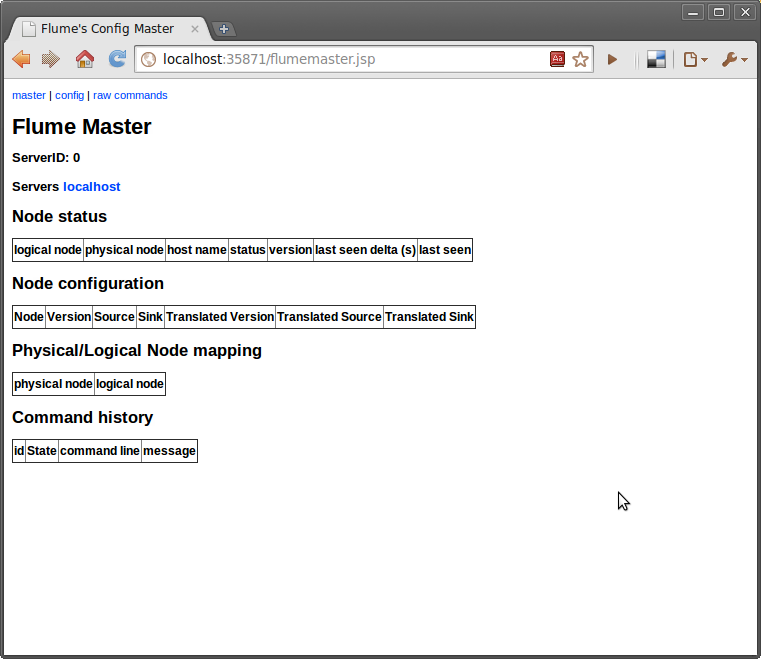 Flume's Config Master
localhost:35871/flumemaster.jsp
master | config | raw commands
Flume Master
ServerID: 0
Servers localhost
Node status
logical node physical node host name status version last seen delta (s) last seen
Node configuration
Node Version Source Sink Translated Version Translated Source Translated Sink
Physical/Logical Node mapping
physical node logical node
Command history
id State command line message